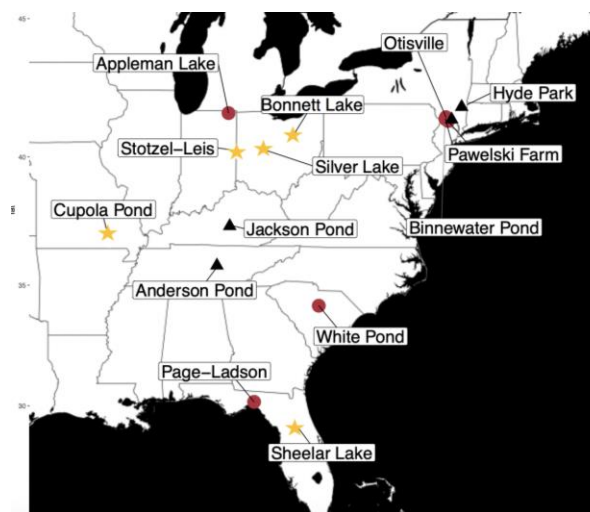 45
Otisville
Appleman Lake
Hyde Park
Bonnett Lake
Stotzel-Leis
40
Pawelski Farm
Silver Lake
Cupola Pond
Jackson Pond
Binnewater Pond
Anderson Pond
35
White Pond
Page-Ladson
30
Sheelar Lake